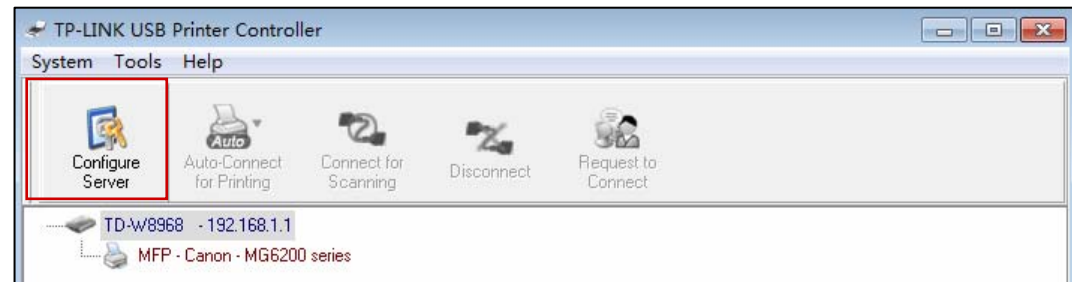 TP-LINK USB Printer Controller
System Tools Help
Auto
Configure Server
Auto-Connect for Printing
Connect for Scanning
Disconnect
Request to Connect
TD-W8968 - 192.168.1.1
MFP - Canon - MG6200 series